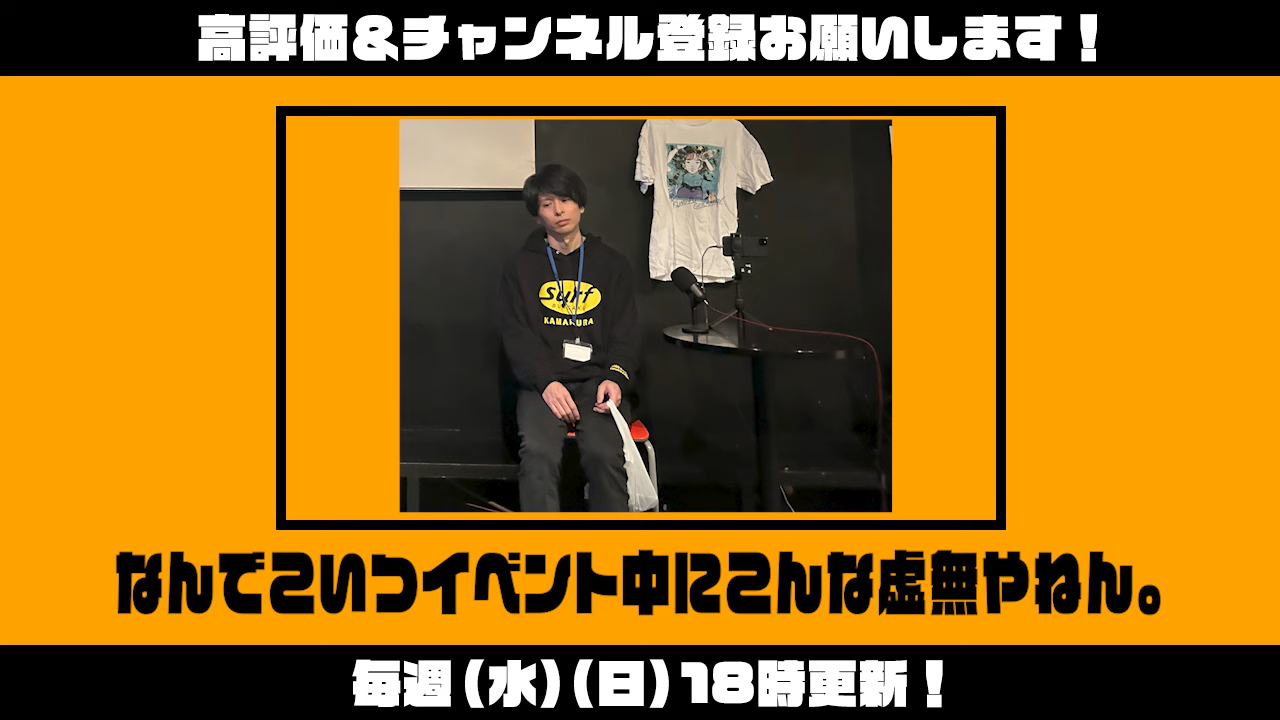 高評価&チャンネル登録お願いします！
Surf
KAMAKURA
なんでこいつイベント中にこんな虚無やねん。
毎週(水)(日)18時更新！